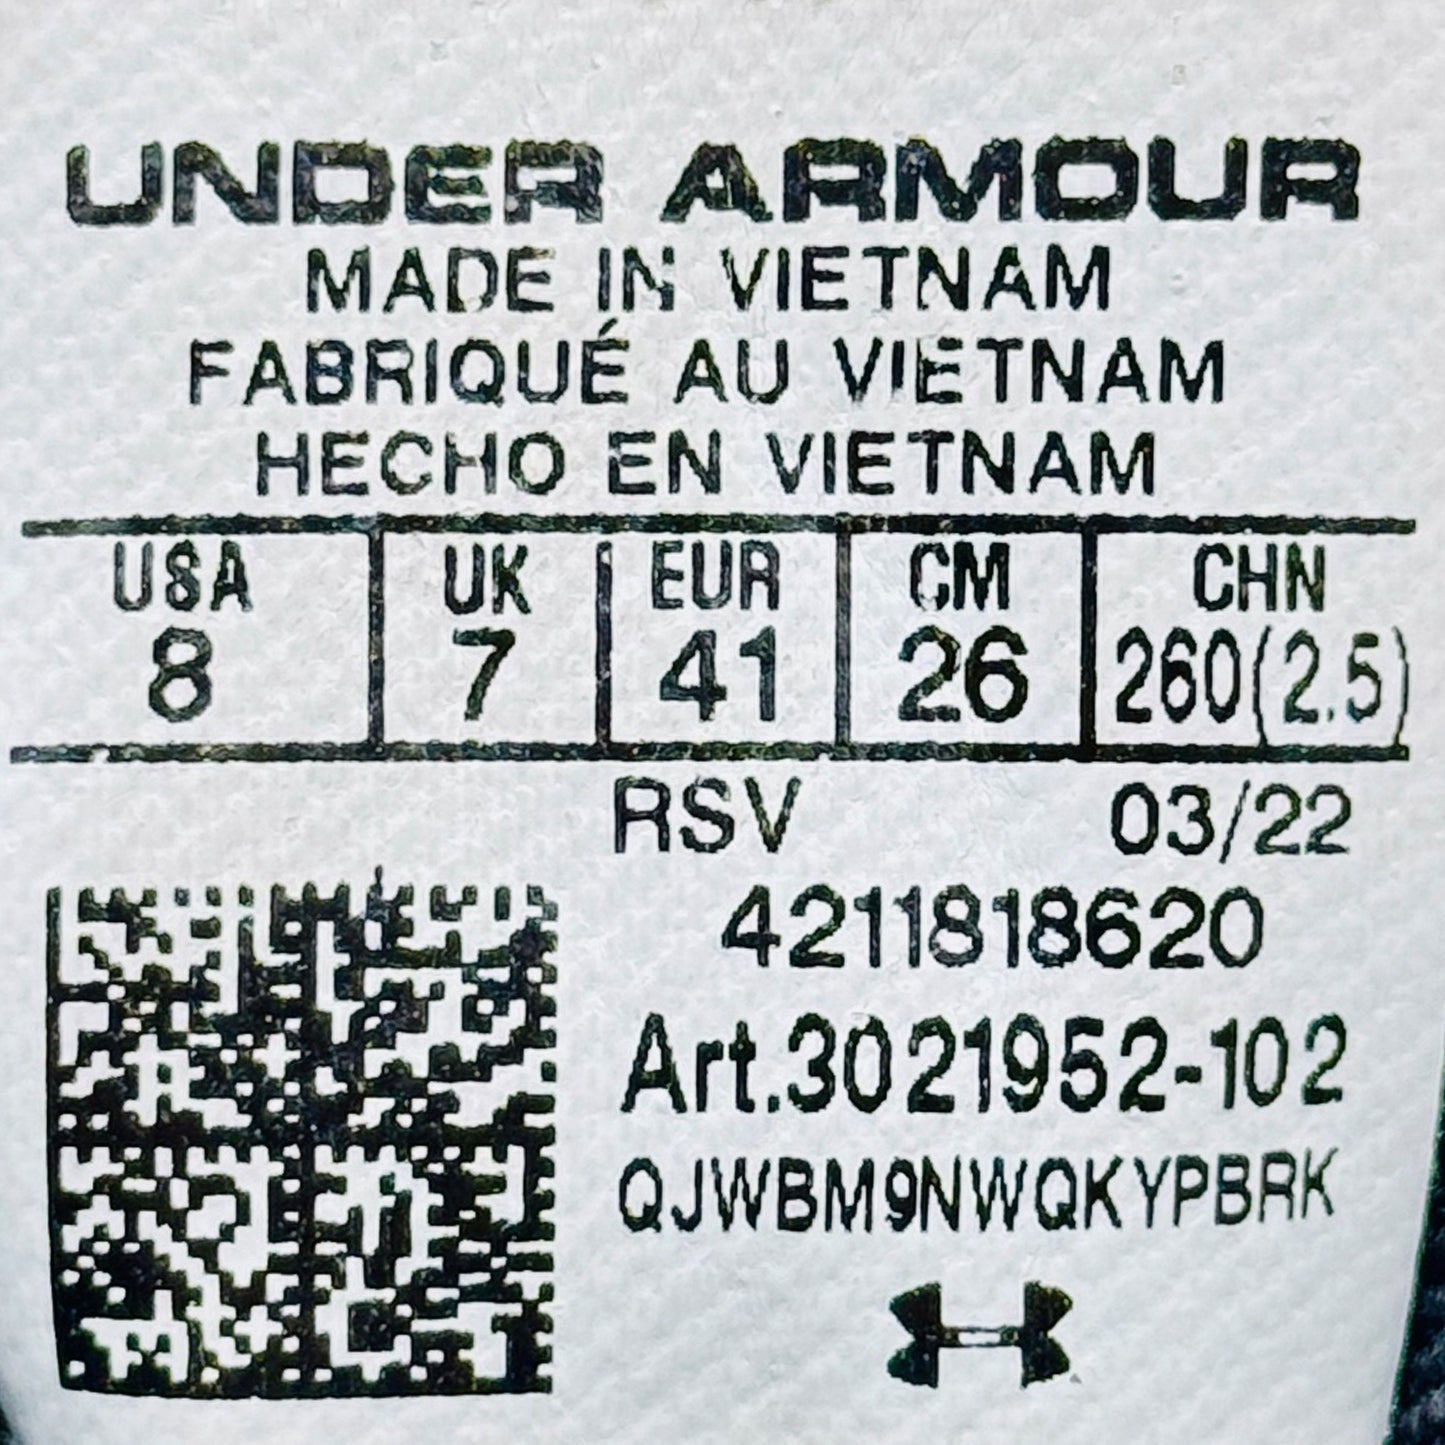 UNDER ARMOUR
MADE IN VIETNAM
FABRIQUÉ AU VIETNAM
HECHO EN VIETNAM
USA UK EUR CM CHN
8 7 41 26 260(2.5)
RSV 03/22
4211818620
Art.3021952-102
QJWBM9NWQKYPBRK